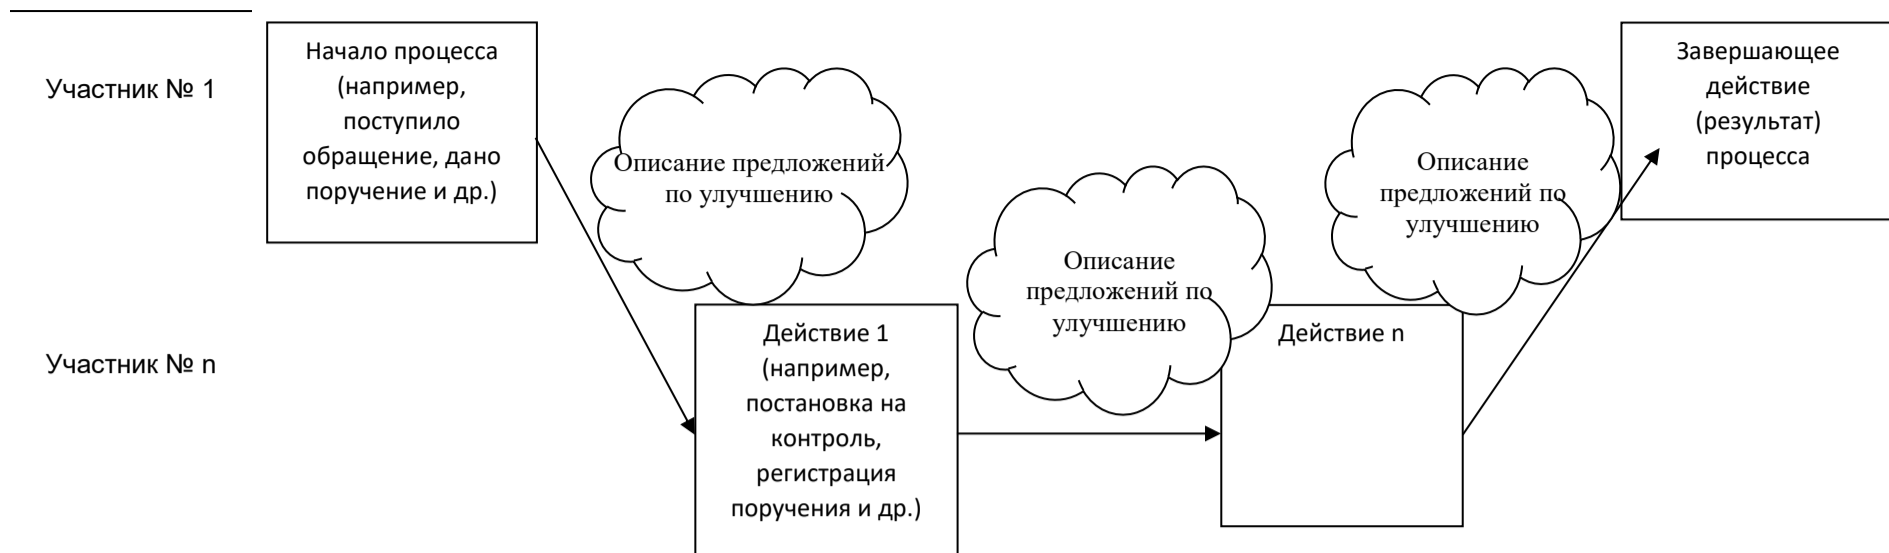 Участник № 1
Начало процесса
(например,
поступило
обращение, дано
поручение и др.)
Описание предложений
по улучшению
Описание
предложений по
улучшению
Описание
предложений по
улучшению
Завершающее
действие
(результат)
процесса
Участник № n
Действие 1
(например,
постановка на
контроль,
регистрация
поручения и др.)
Действие n